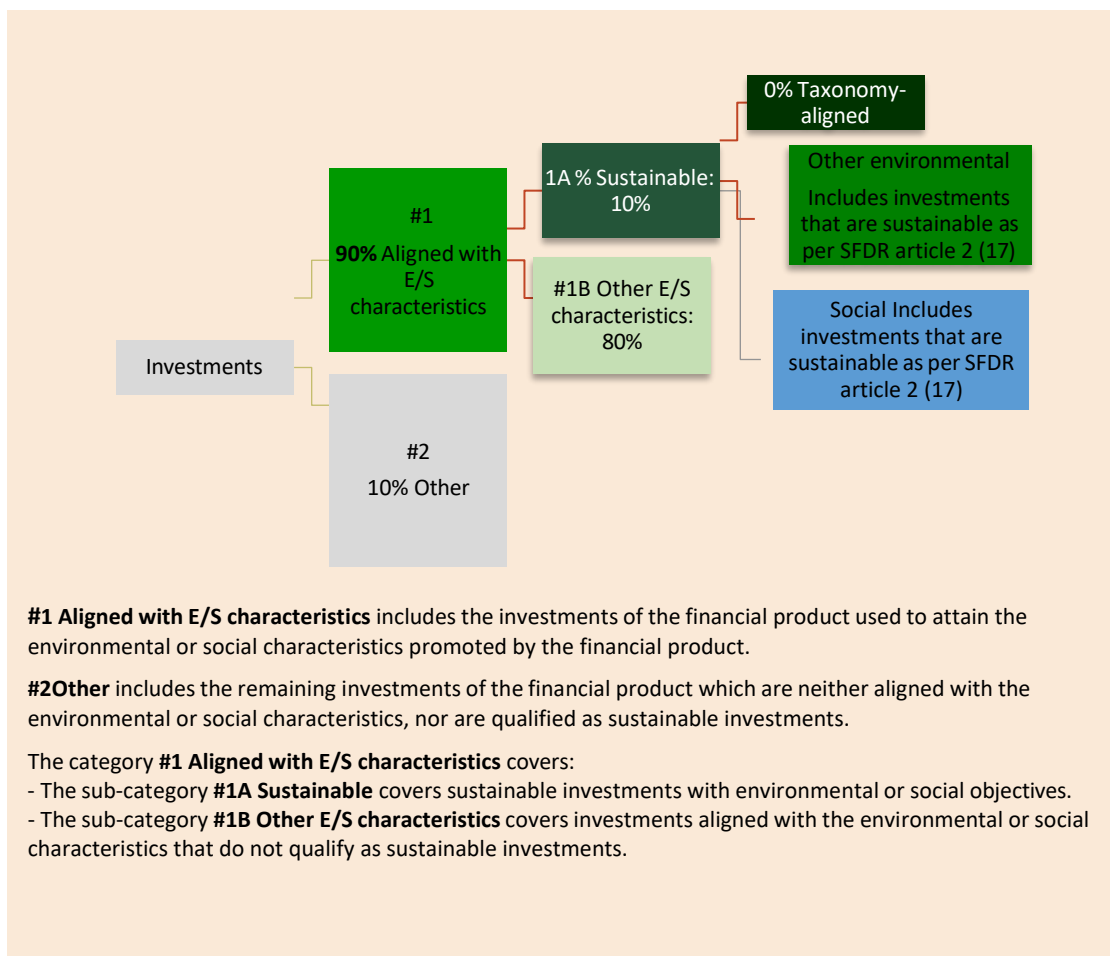 Investments
#1
90% Aligned with
E/S
characteristics
#2
10% Other
1A % Sustainable:
10%
#1B Other E/S
characteristics:
80%
0% Taxonomy-
aligned
Other environmental
Includes investments
that are sustainable as
per SFDR article 2 (17)
Social Includes
investments that are
sustainable as per SFDR
article 2 (17)
#1 Aligned with E/S characteristics includes the investments of the financial product used to attain the
environmental or social characteristics promoted by the financial product.
#2Other includes the remaining investments of the financial product which are neither aligned with the
environmental or social characteristics, nor are qualified as sustainable investments.
The category #1 Aligned with E/S characteristics covers:
- The sub-category #1A Sustainable covers sustainable investments with environmental or social objectives.
- The sub-category #1B Other E/S characteristics covers investments aligned with the environmental or social
characteristics that do not qualify as sustainable investments.